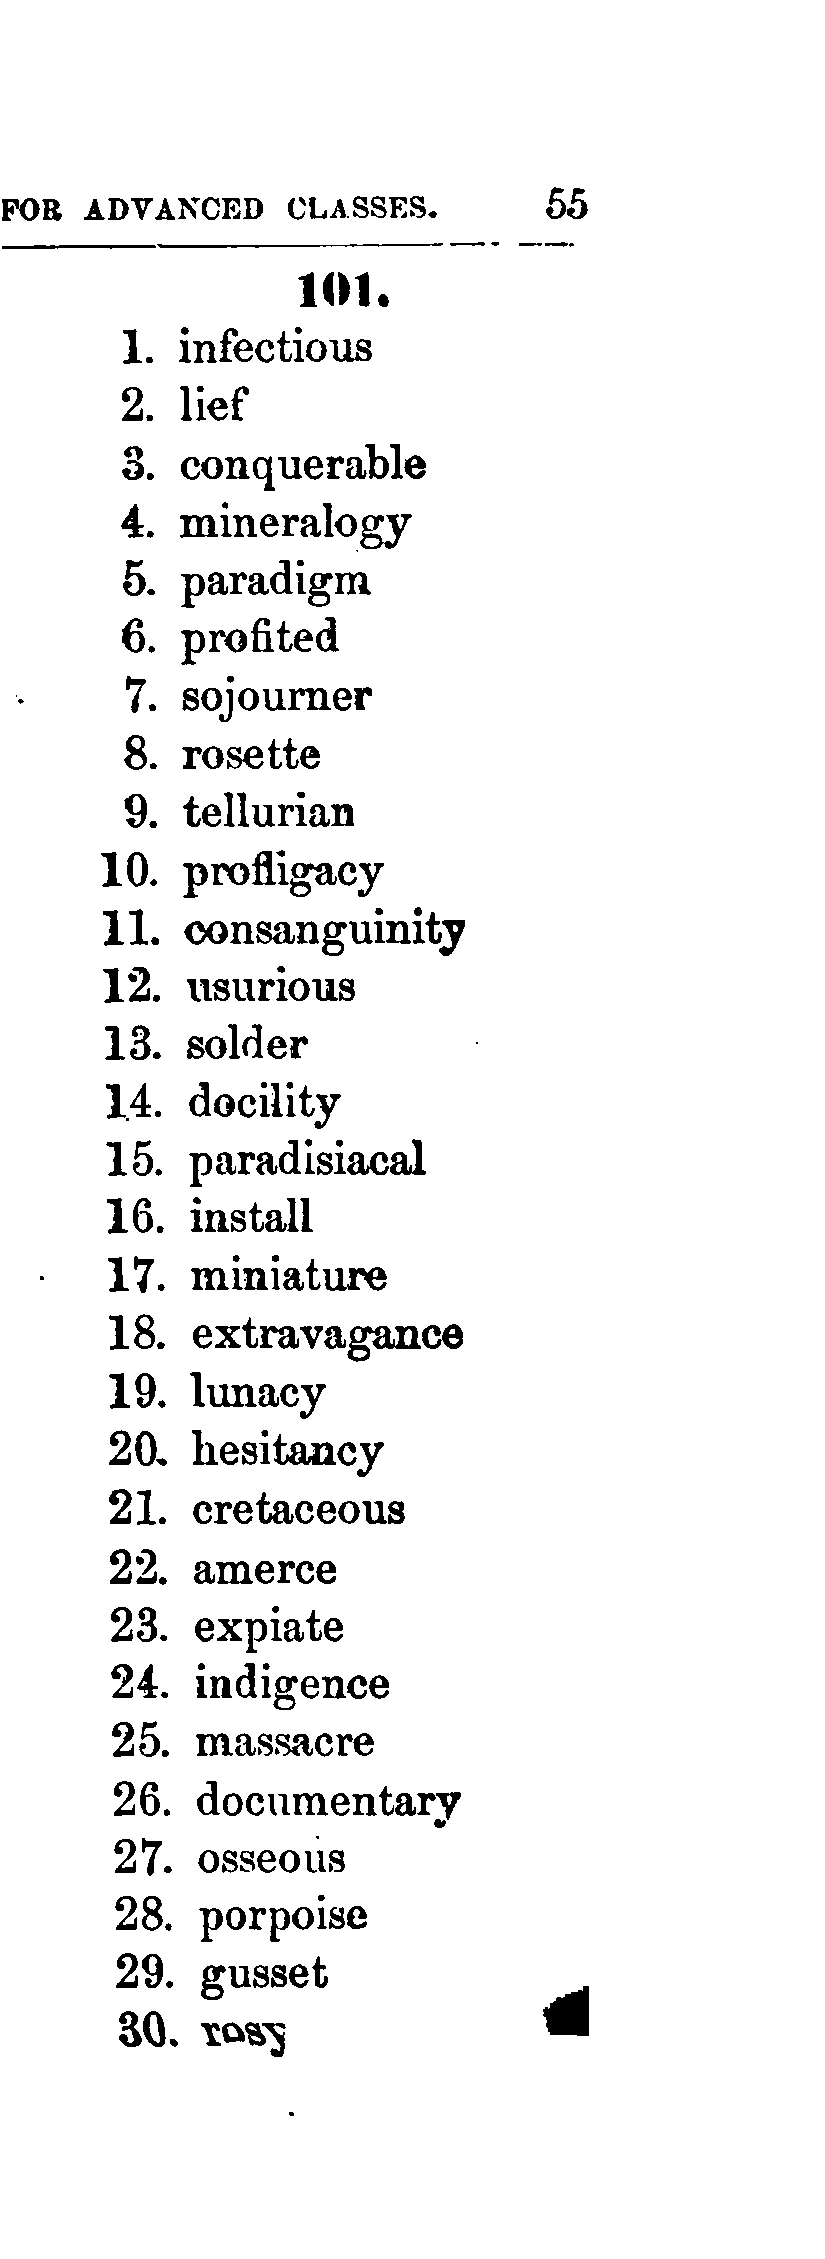 FOR ADVANCED CLASSES. 55
101.
1. infectious
2. lief
3. conquerable
4. mineralogy
5. paradigm
6. profited
7. sojourner
8. rosette
9. tellurian
10. profligacy
11. consanguinity
12. usurious
13. solder
14. docility
15. paradisiacal
16. install
17. miniature
18. extravagance
19. lunacy
20. hesitancy
21. cretaceous
22. amerce
23. expiate
24. indigence
25. massacre
26. documentary
27. osseous
28. porpoise
29. gusset
30. rosy